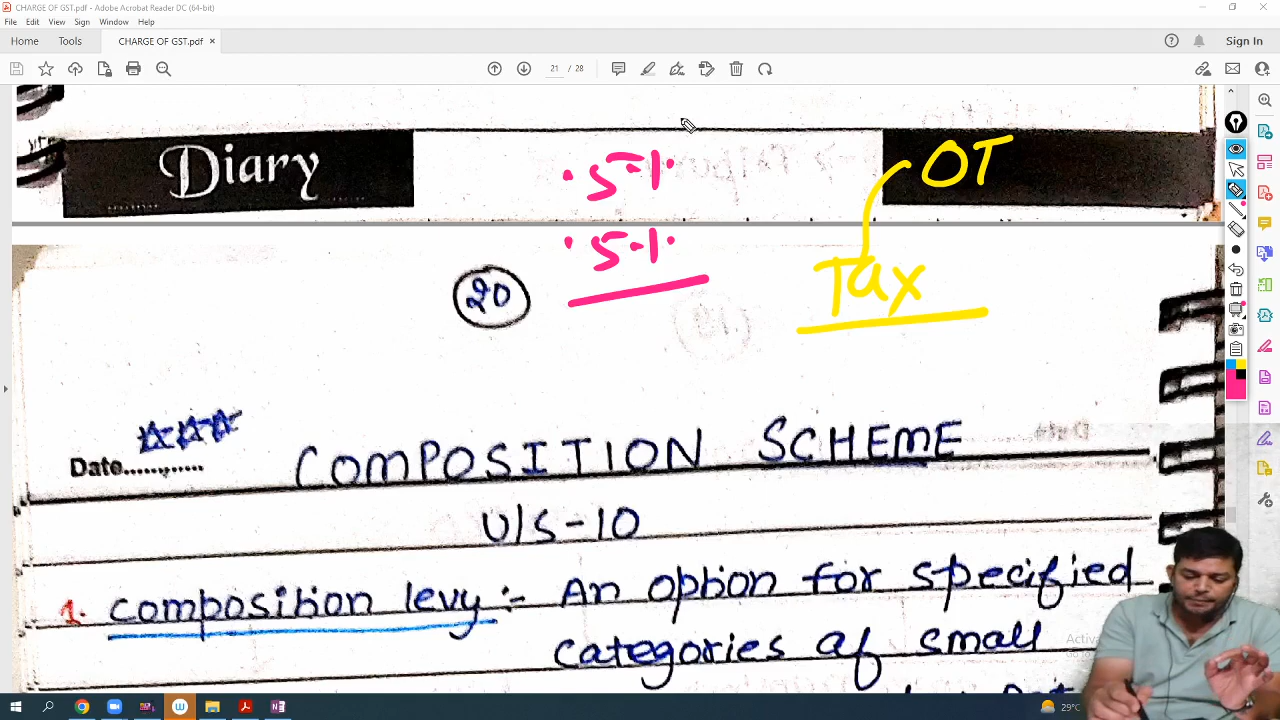 CHARGE OF GST.pdf - Adobe Acrobat Reader DC (64-bit)
File Edit View Sign Window Help
Home Tools CHARGE OF GST.pdf × Sign In
21 / 28
Diary
S-1
OT
S-1
Tax
20
Date.............
COMPOSITION SCHEME
U/S-10
1. composition levy :- An option for specified
categories of small
29°C